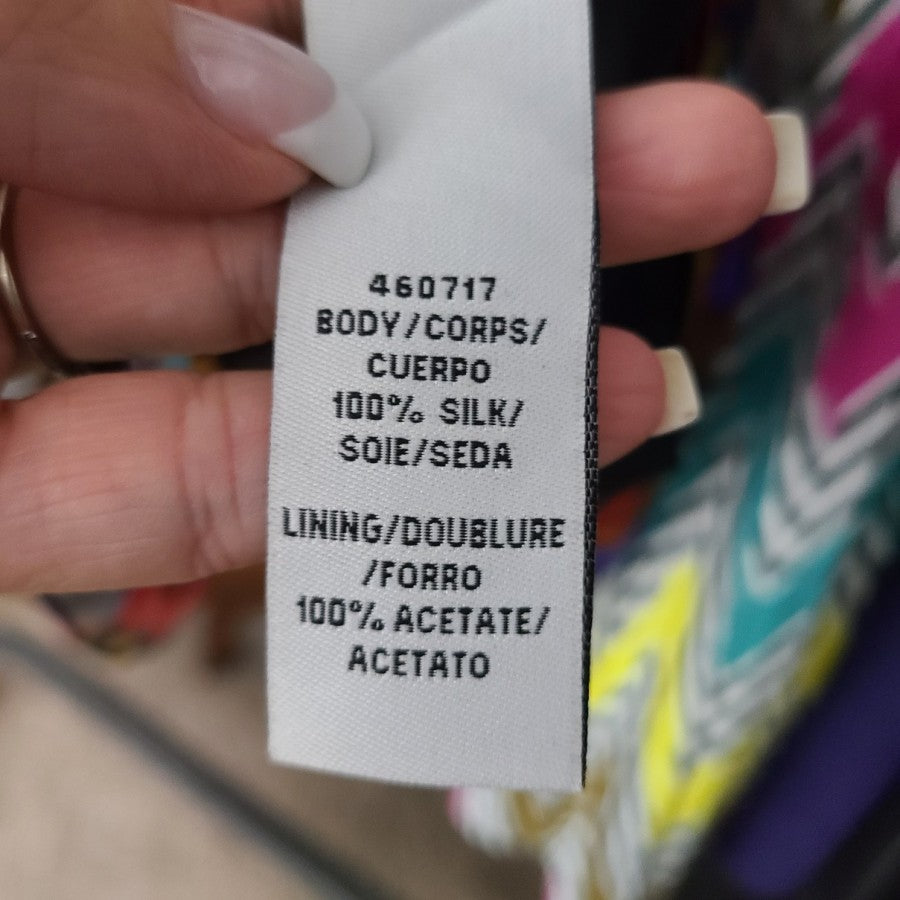 460717
BODY/CORPS/
CUERPO
100% SILK/
SOIE/SEDA
LINING/DOUBLURE
/FORRO
100% ACETATE/
ACETATO